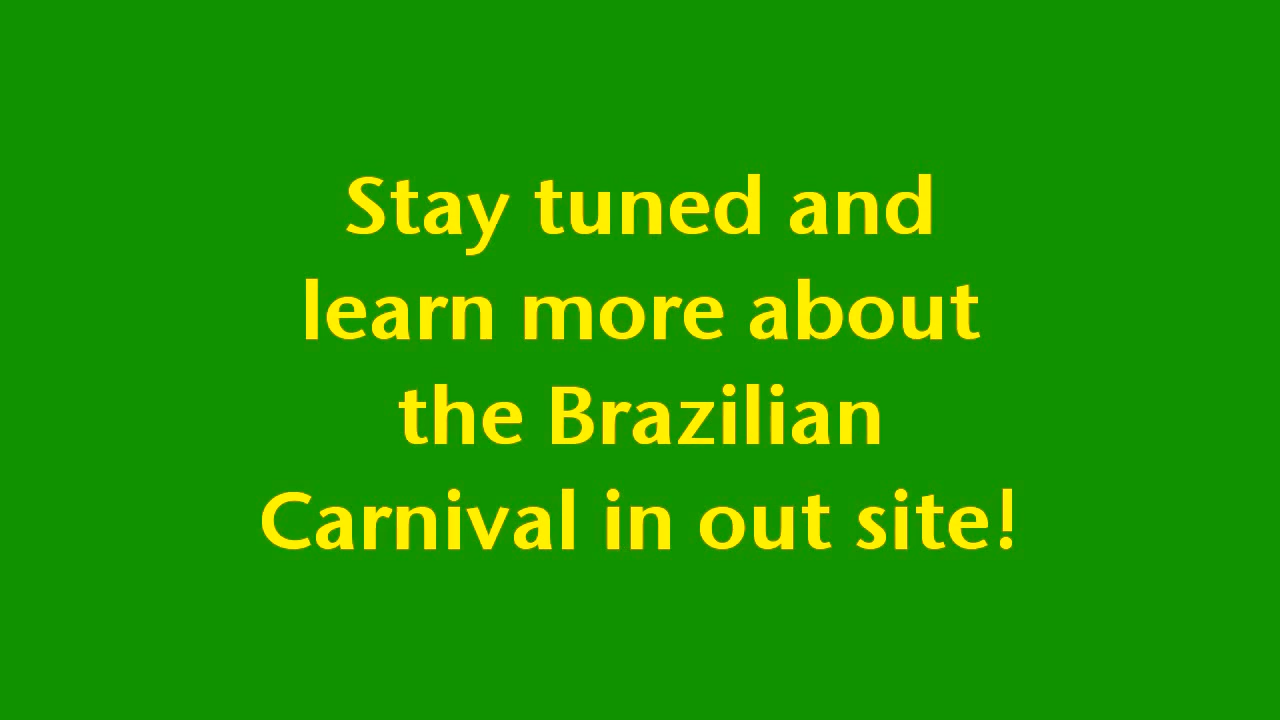 Stay tuned and
learn more about
the Brazilian
Carnival in out site!